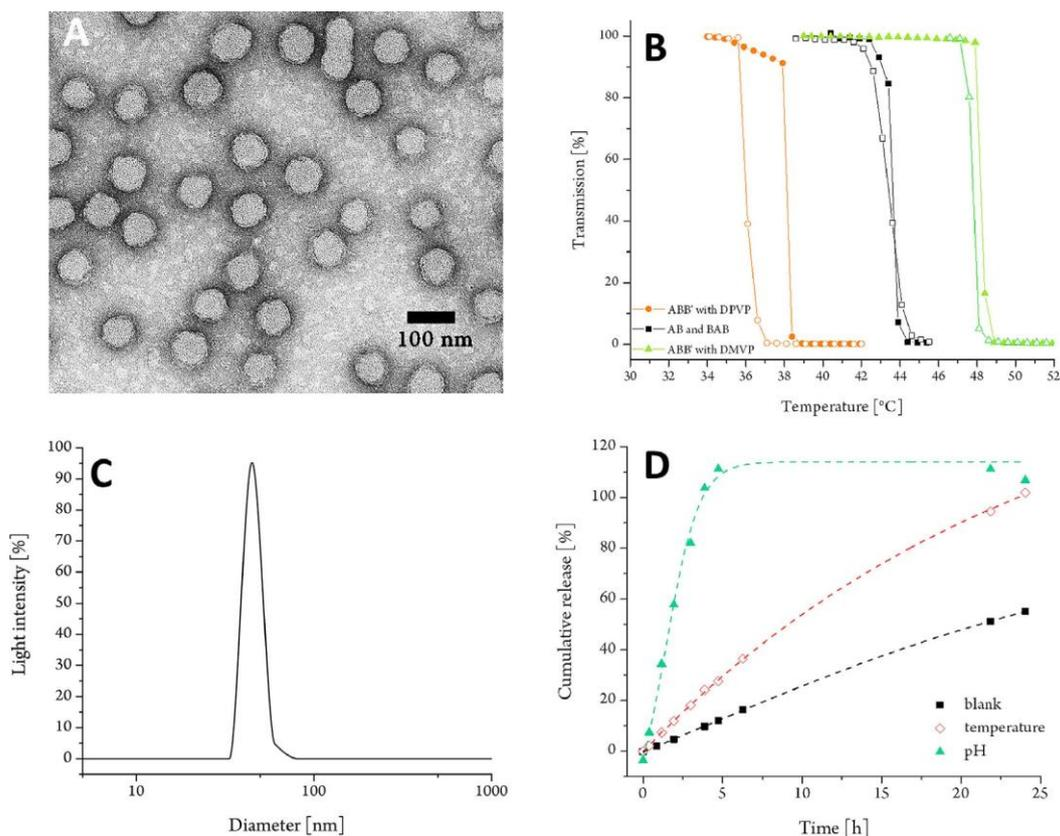 A
100 nm
B
Transmission [%]
100
80
60
40
20
0
ABB' with DPVP
AB and BAB
ABB' with DMVP
30 32 34 36 38 40 42 44 46 48 50 52
Temperature [°C]
C
Light intensity [%]
100
90
80
70
60
50
40
30
20
10
0
10 100 1000
Diameter [nm]
D
Cumulative release [%]
120
100
80
60
40
20
0
blank
temperature
pH
0 5 10 15 20 25
Time [h]